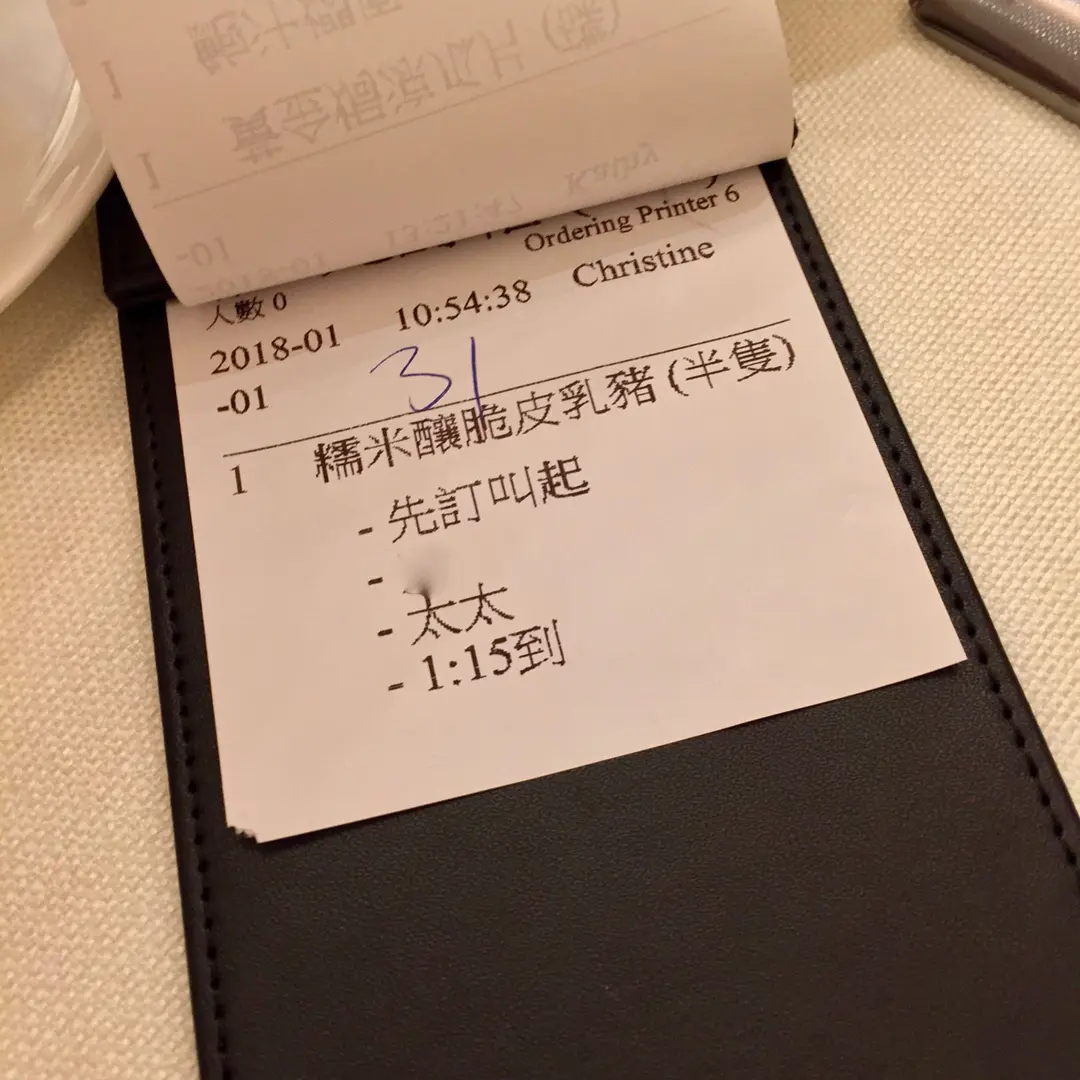 Ordering Printer 6
人數 0
2018-01 10:54:38 Christine
-01
31
1 糯米釀脆皮乳豬 (半隻)
- 先訂叫起
-
- 太太
- 1:15到